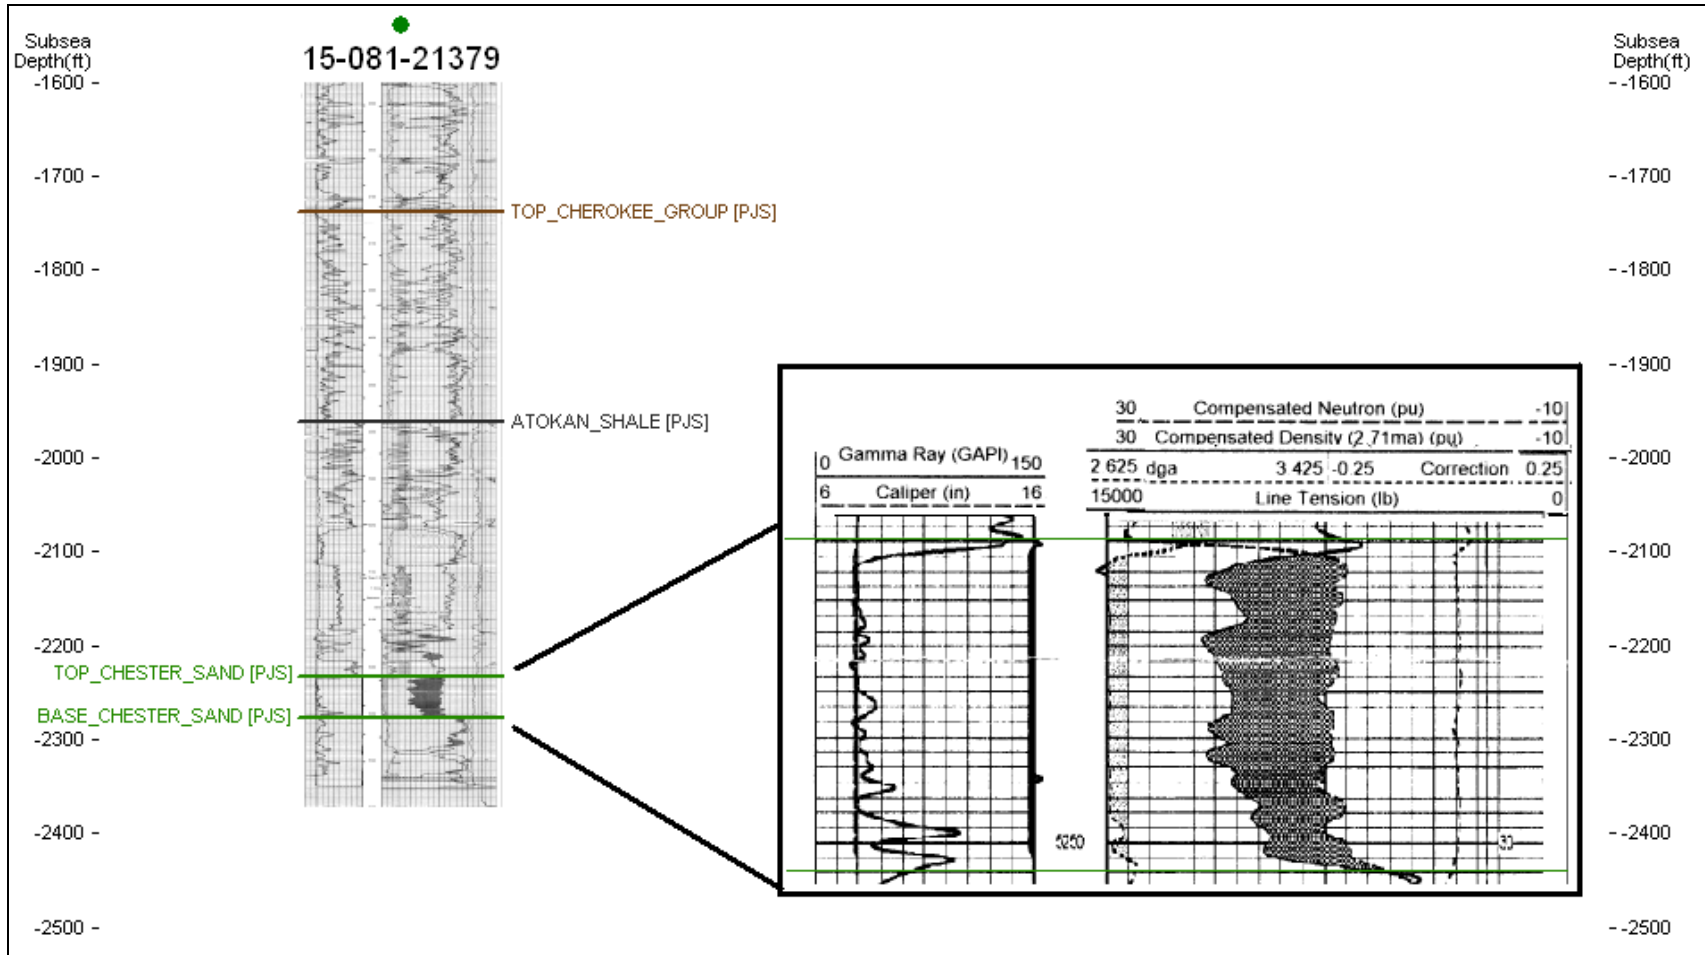 Subsea
Depth(ft)
15-081-21379
Subsea
Depth(ft)
-1600 -
- -1600
-1700 -
- -1700
TOP_CHEROKEE_GROUP [PJS]
-1800 -
- -1800
-1900 -
- -1900
ATOKAN_SHALE [PJS]
-2000 -
- -2000
-2100 -
- -2100
-2200 -
- -2200
TOP_CHESTER_SAND [PJS]
BASE_CHESTER_SAND [PJS]
-2300 -
- -2300
-2400 -
- -2400
-2500 -
- -2500
30 Compensated Neutron (pu) -10
30 Compensated Density (2.71ma) (pu) -10
0 Gamma Ray (GAPI) 150
2 625 dga 3 425 -0.25 Correction 0.25
6 Caliper (in) 16
15000 Line Tension (lb) 0
5250
30